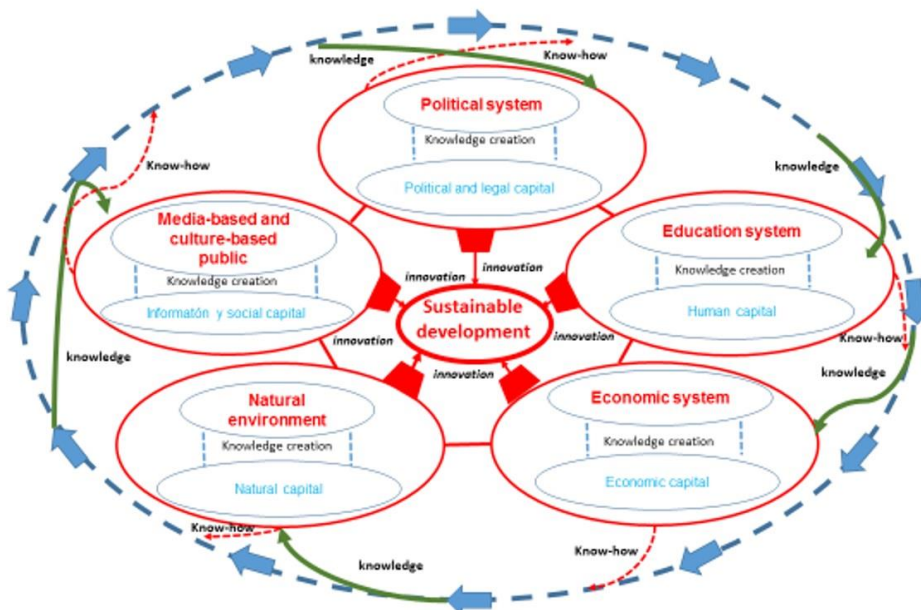 knowledge
Know-how
Political system
Knowledge creation
Political and legal capital
Know-how
knowledge
Media-based and
culture-based
public
Knowledge creation
Informatón y social capital
Education system
Knowledge creation
Human capital
innovation
innovation
innovation
innovation
innovation
Sustainable
development
knowledge
Know-how
knowledge
Natural
environment
Knowledge creation
Natural capital
Economic system
Knowledge creation
Economic capital
Know-how
knowledge
Know-how